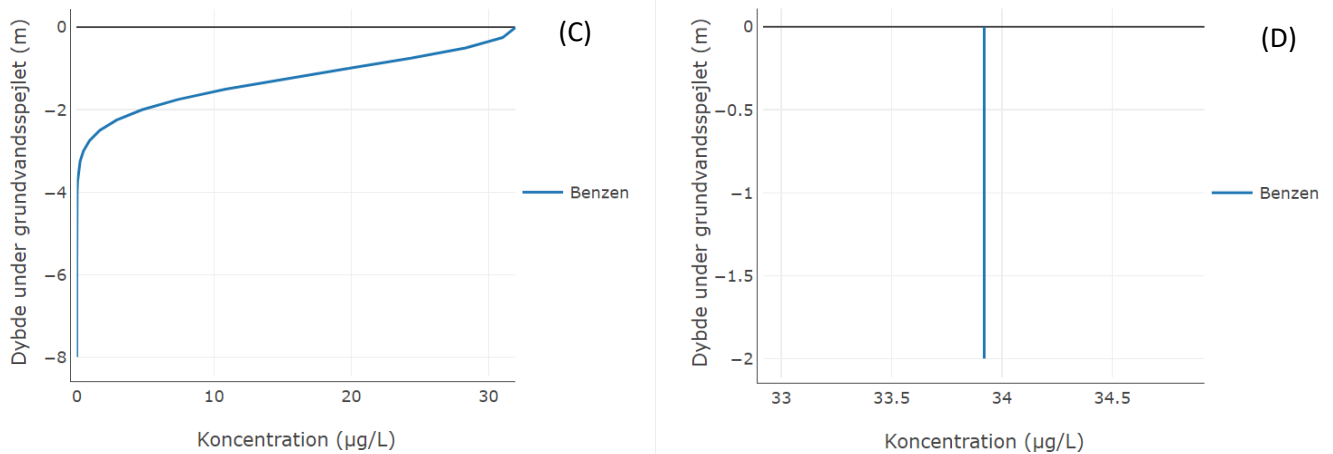 (C)
Dybde under grundvandsspejlet (m)
0
−2
−4
−6
−8
0
10
20
30
Koncentration (µg/L)
Benzen
(D)
Dybde under grundvandsspejlet (m)
0
−0.5
−1
−1.5
−2
33
33.5
34
34.5
Koncentration (µg/L)
Benzen